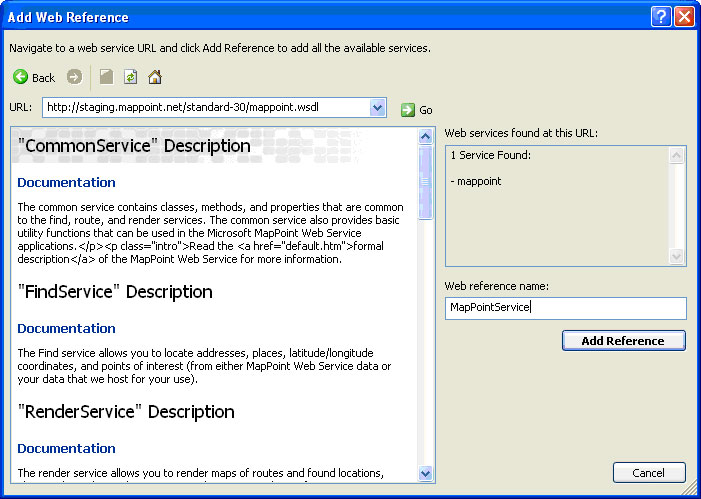 Add Web Reference
Navigate to a web service URL and click Add Reference to add all the available services.
Back
URL: http://staging.mappoint.net/standard-30/mappoint.wsdl Go
"CommonService" Description
Documentation
The common service contains classes, methods, and properties that are common
to the find, route, and render services. The common service also provides basic
utility functions that can be used in the Microsoft MapPoint Web Service
applications.</p><p class="intro">Read the <a href="default.htm">formal
description</a> of the MapPoint Web Service for more information.
"FindService" Description
Documentation
The Find service allows you to locate addresses, places, latitude/longitude
coordinates, and points of interest (from either MapPoint Web Service data or
your data that we host for your use).
"RenderService" Description
Documentation
The render service allows you to render maps of routes and found locations,
Web services found at this URL:
1 Service Found:
- mappoint
Web reference name:
MapPointService
Add Reference
Cancel